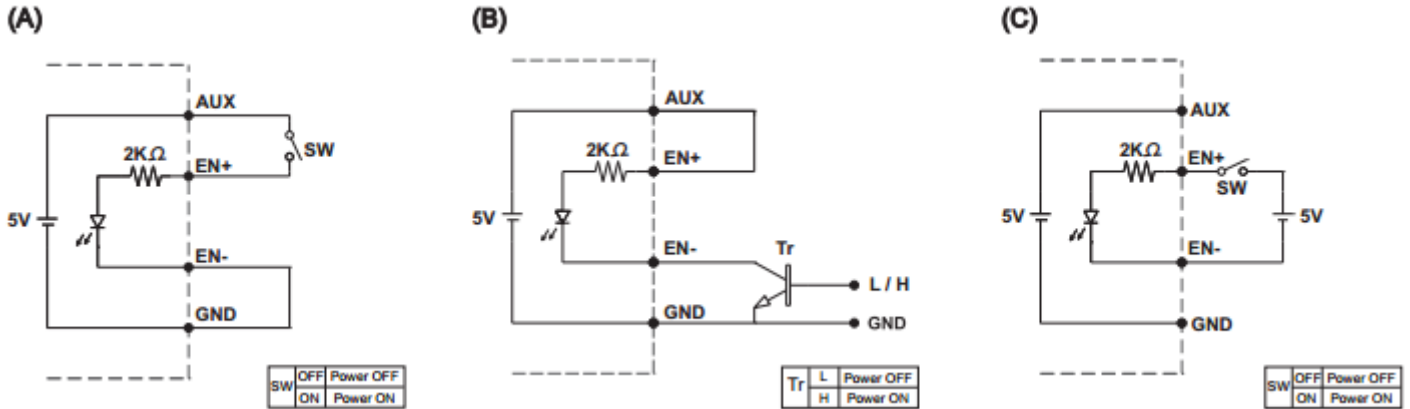 (A)
AUX
SW
2KΩ
EN+
5V
EN-
GND
SW OFF Power OFF
ON Power ON
(B)
AUX
2KΩ
EN+
5V
EN-
Tr
L / H
GND
GND
Tr L Power OFF
H Power ON
(C)
AUX
2KΩ
EN+
SW
5V
5V
EN-
GND
SW OFF Power OFF
ON Power ON